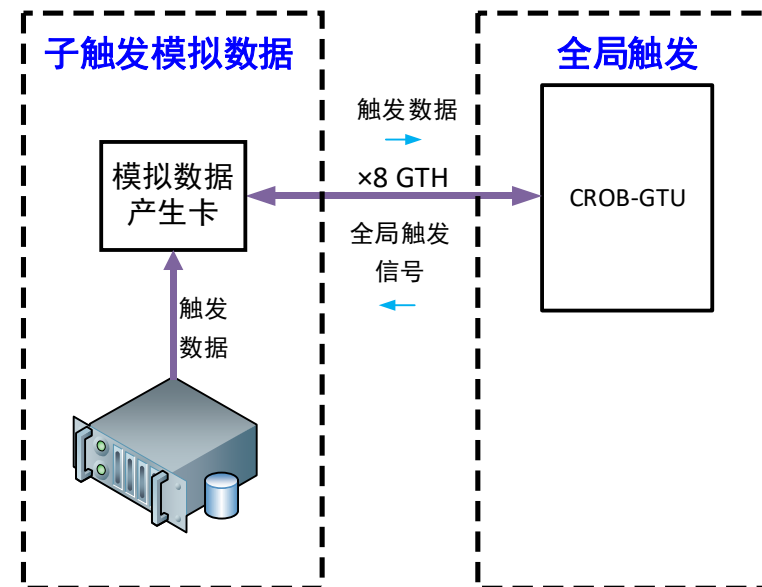 子触发模拟数据
全局触发
触发数据
模拟数据
产生卡
×8 GTH
CROB-GTU
全局触发
信号
触发
数据